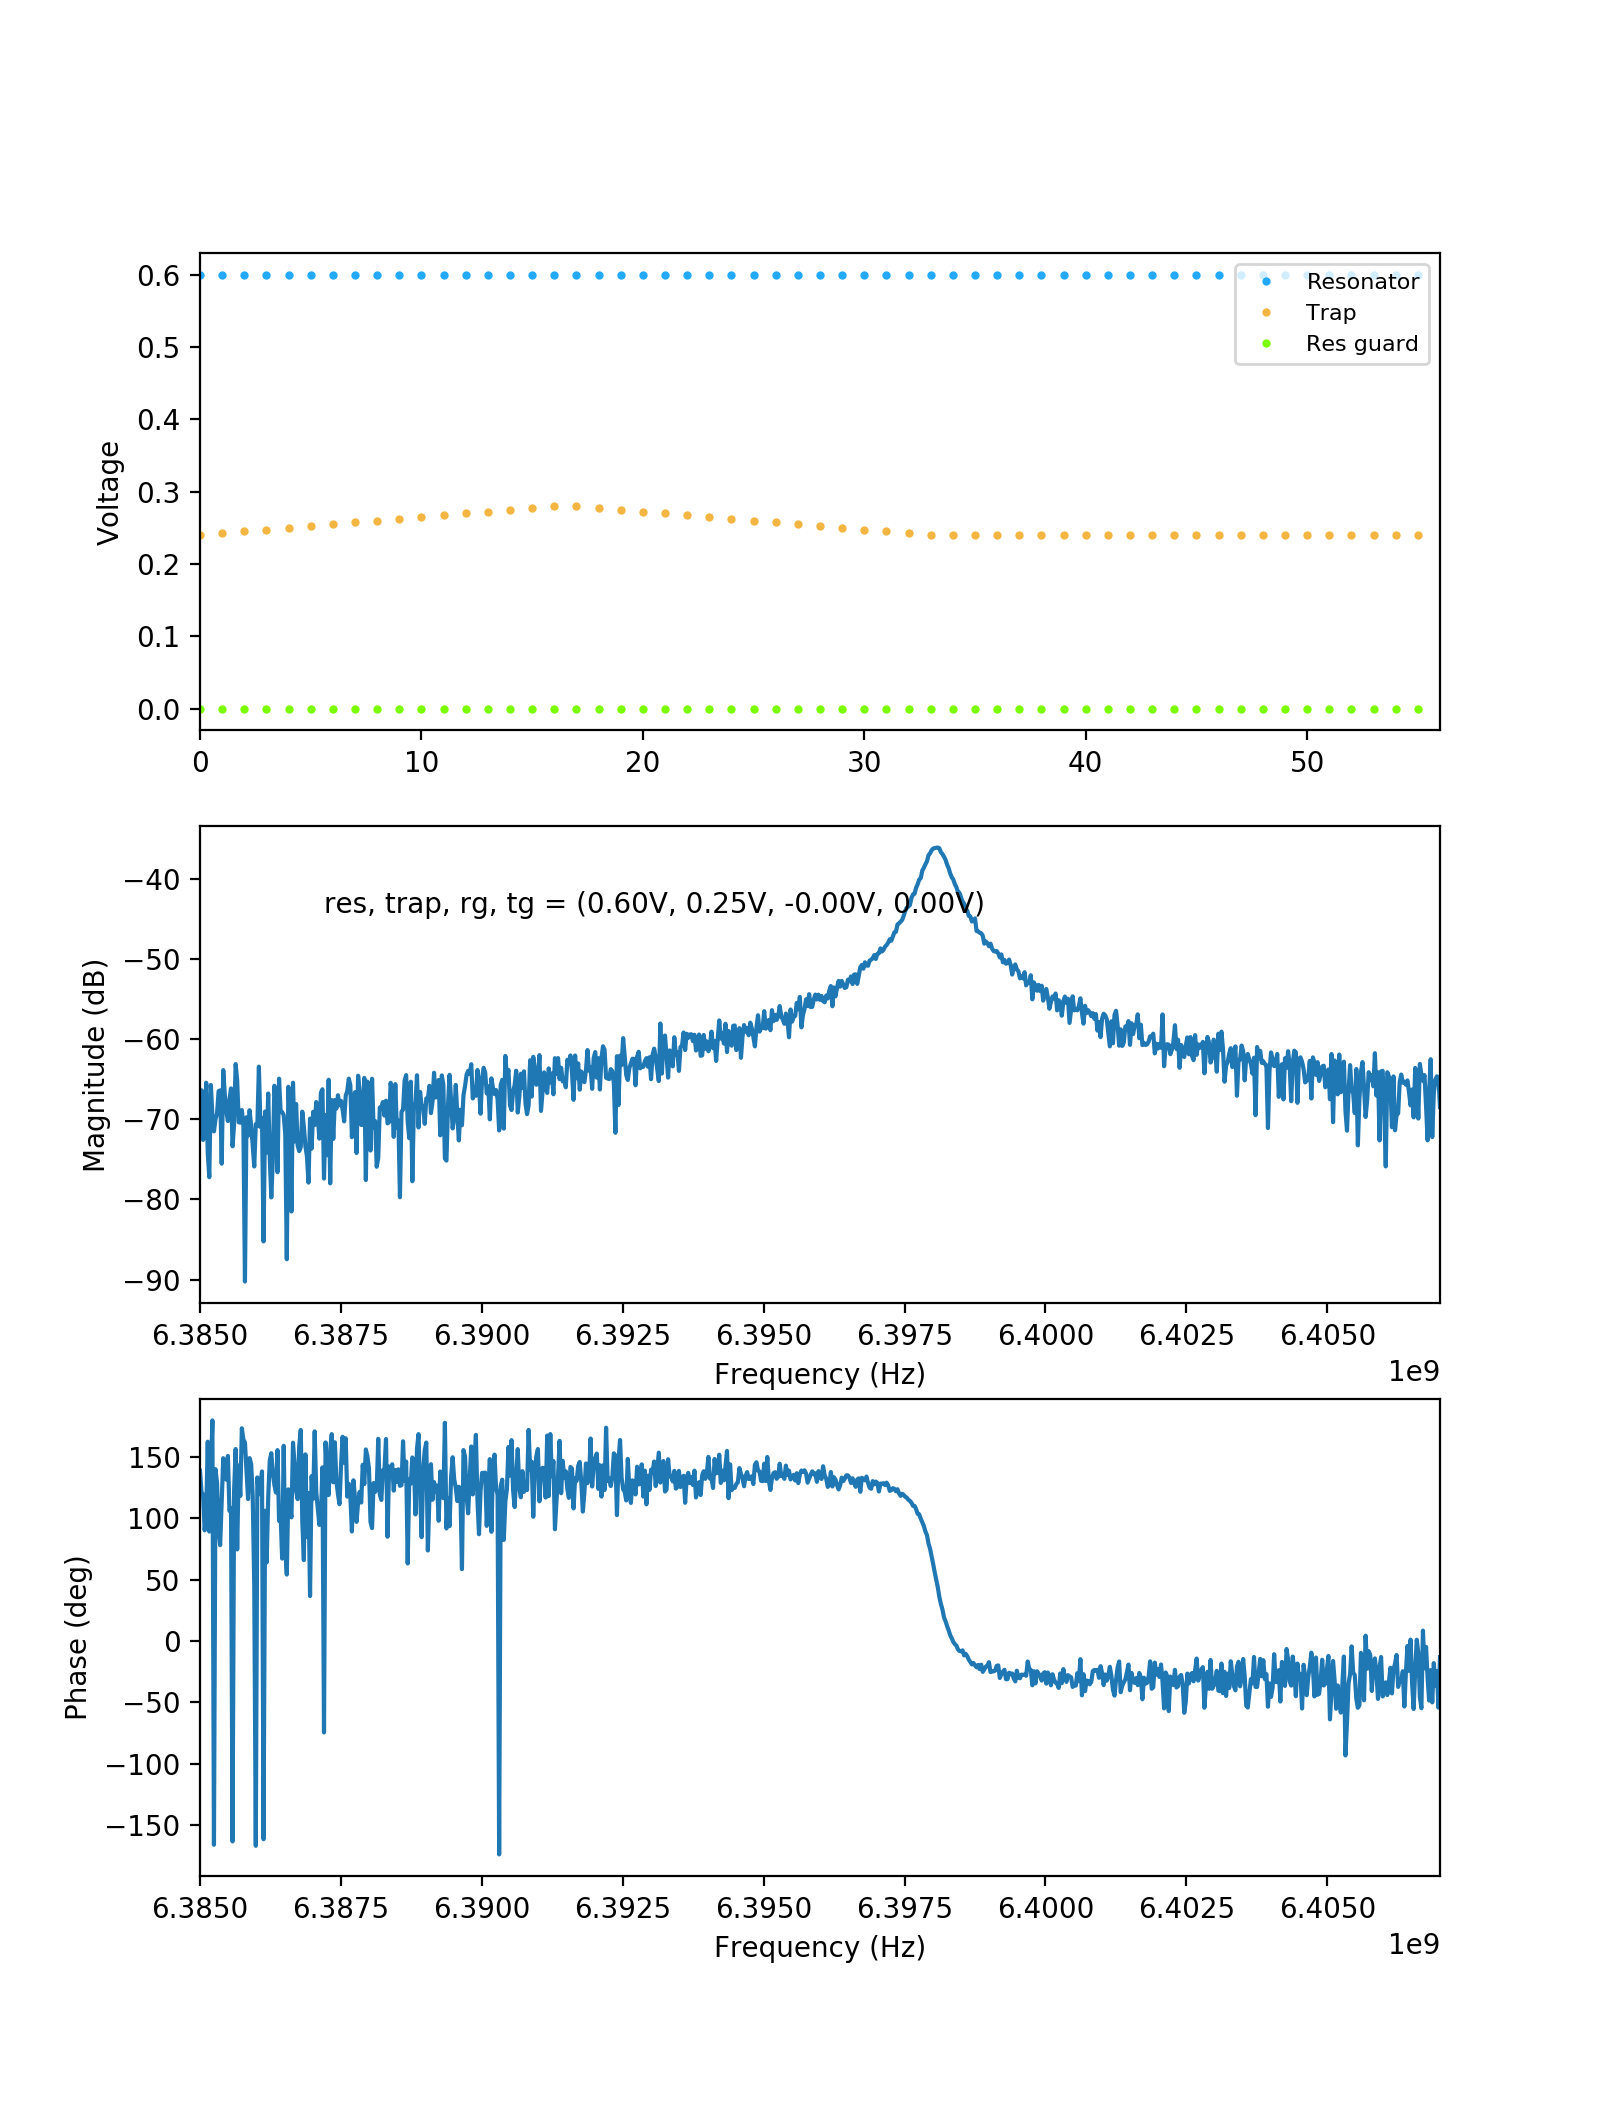 0.6
0.5
0.4
0.3
0.2
0.1
0.0
Voltage
Resonator
Trap
Res guard
0 10 20 30 40 50
−40
−50
−60
−70
−80
−90
Magnitude (dB)
res, trap, rg, tg = (0.60V, 0.25V, -0.00V, 0.00V)
6.3850 6.3875 6.3900 6.3925 6.3950 6.3975 6.4000 6.4025 6.4050
Frequency (Hz)
1e9
150
100
50
0
−50
−100
−150
Phase (deg)
6.3850 6.3875 6.3900 6.3925 6.3950 6.3975 6.4000 6.4025 6.4050
Frequency (Hz)
1e9